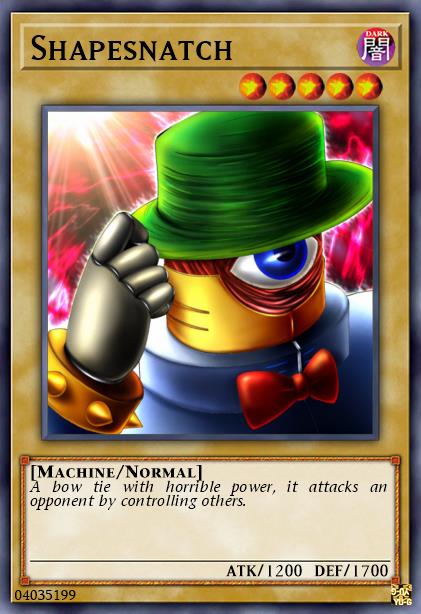 SHAPESNATCH
DARK
闇
[MACHINE/NORMAL]
A bow tie with horrible power, it attacks an
opponent by controlling others.
ATK/1200 DEF/1700
04035199